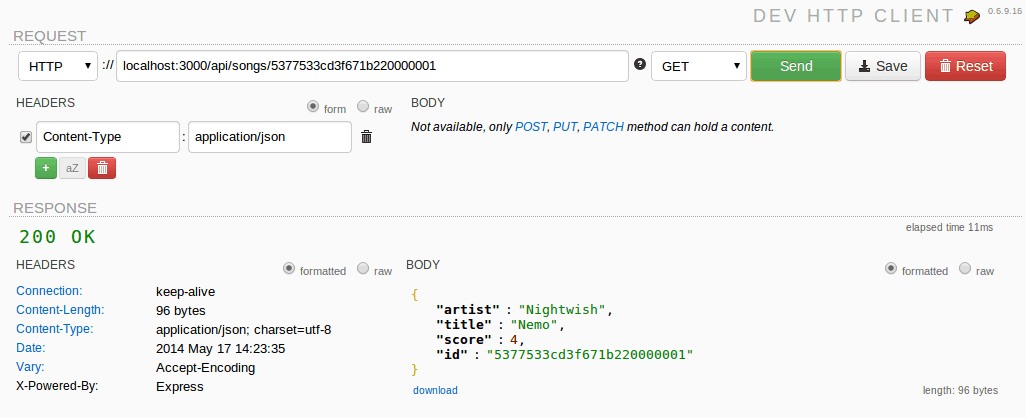 DEV HTTP CLIENT 0.6.9.16
REQUEST
HTTP :// localhost:3000/api/songs/5377533cd3f671b220000001 GET Send Save Reset
HEADERS form raw BODY
Not available, only POST, PUT, PATCH method can hold a content.
Content-Type : application/json
+ aZ
RESPONSE
200 OK elapsed time 11ms
HEADERS formatted raw BODY formatted raw
Connection: keep-alive
Content-Length: 96 bytes
Content-Type: application/json; charset=utf-8
Date: 2014 May 17 14:23:35
Vary: Accept-Encoding
X-Powered-By: Express
{
"artist" : "Nightwish",
"title" : "Nemo",
"score" : 4,
"id" : "5377533cd3f671b220000001"
}
download length: 96 bytes